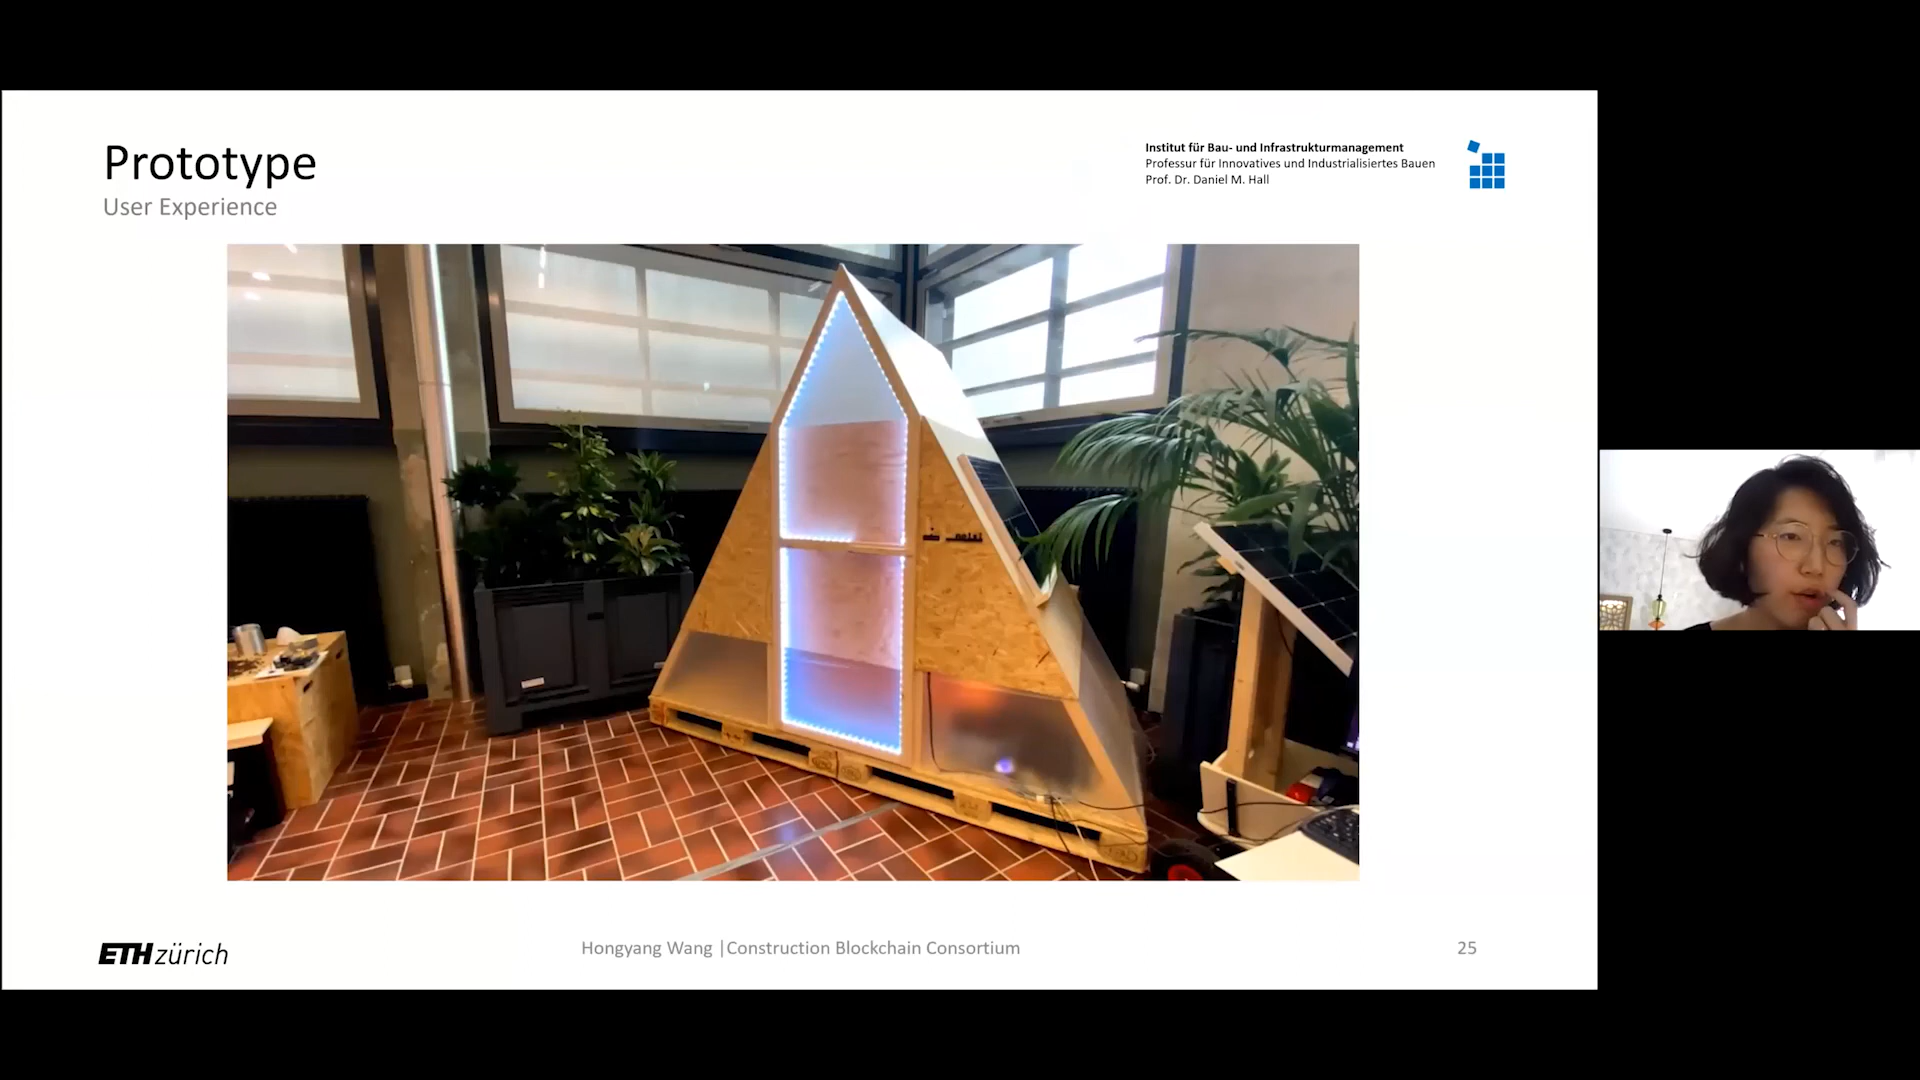 Prototype
User Experience
Institut für Bau- und Infrastrukturmanagement
Professur für Innovatives und Industrialisiertes Bauen
Prof. Dr. Daniel M. Hall
ETH zürich
Hongyang Wang |Construction Blockchain Consortium
25